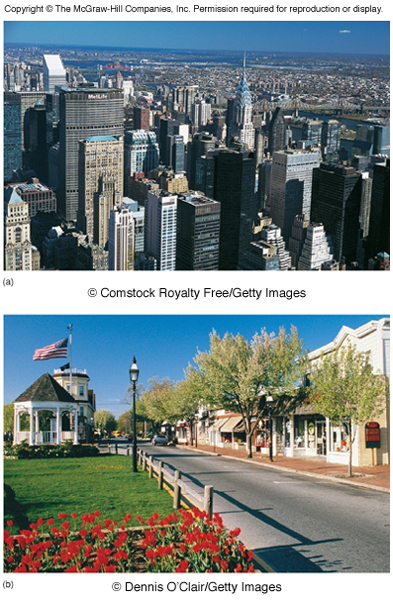 Copyright © The McGraw-Hill Companies, Inc. Permission required for reproduction or display.
MetLife
(a)
© Comstock Royalty Free/Getty Images
(b)
© Dennis O'Clair/Getty Images